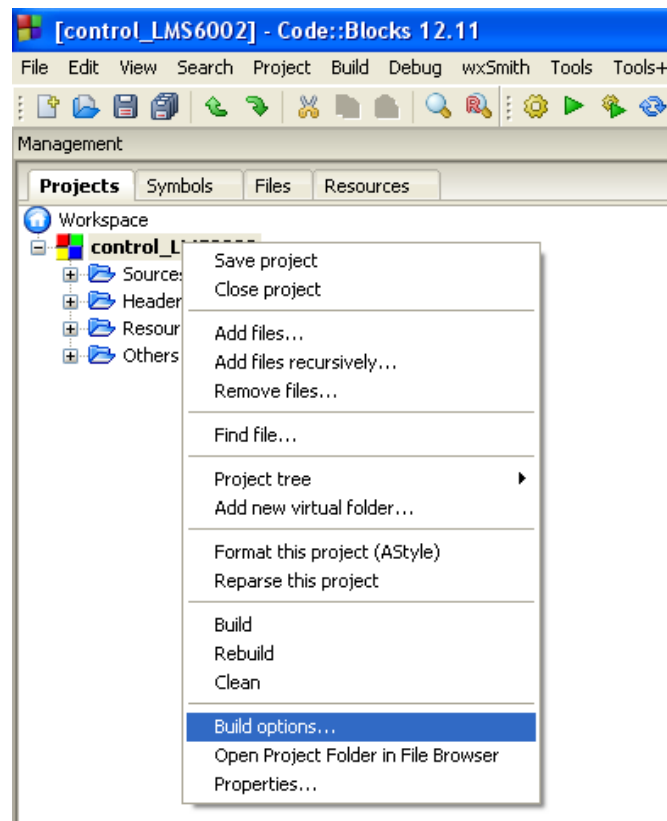 [control_LMS6002] - Code::Blocks 12.11
File Edit View Search Project Build Debug wxSmith Tools Tools+
Management
Projects Symbols Files Resources
Workspace
control_L
Save project
Close project
Sources
Header
Resour
Others
Add files...
Add files recursively...
Remove files...
Find file...
Project tree
Add new virtual folder...
Format this project (AStyle)
Reparse this project
Build
Rebuild
Clean
Build options...
Open Project Folder in File Browser
Properties...